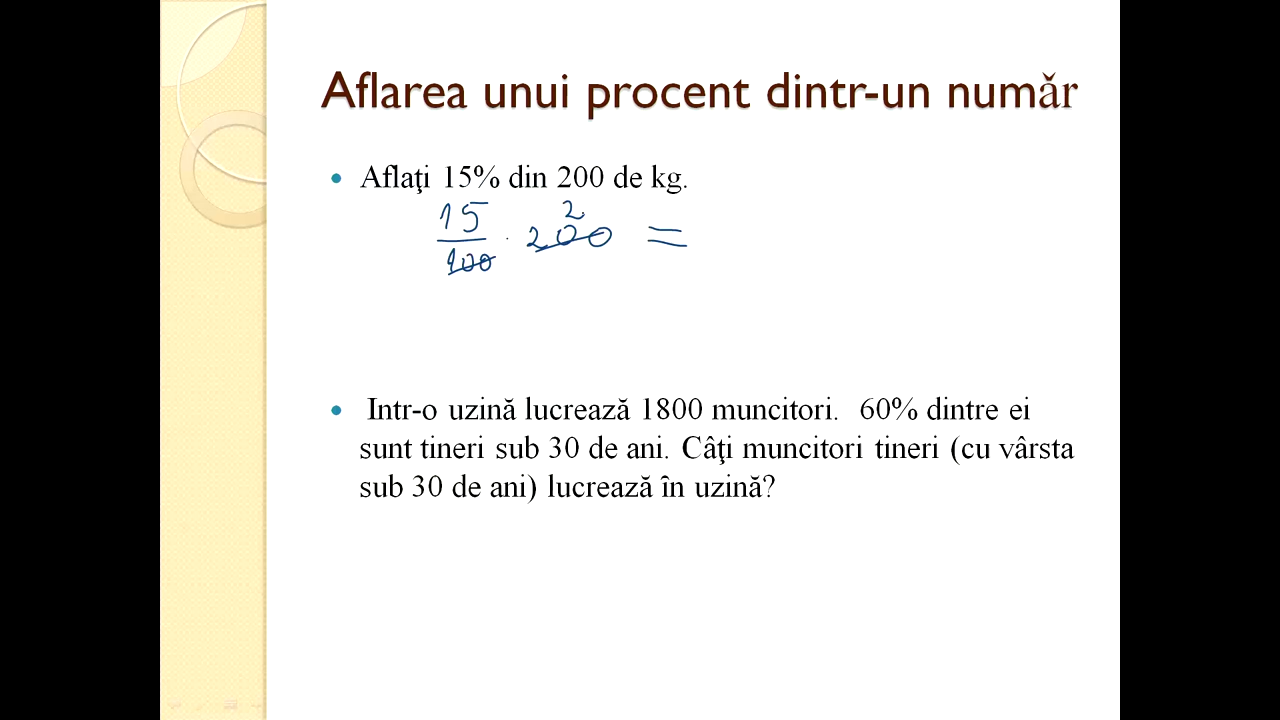 Aflarea unui procent dintr-un numǎr
Aflaţi 15% din 200 de kg.
2
15/100 · 200 =
Intr-o uzină lucrează 1800 muncitori. 60% dintre ei
sunt tineri sub 30 de ani. Câţi muncitori tineri (cu vârsta
sub 30 de ani) lucrează în uzină?